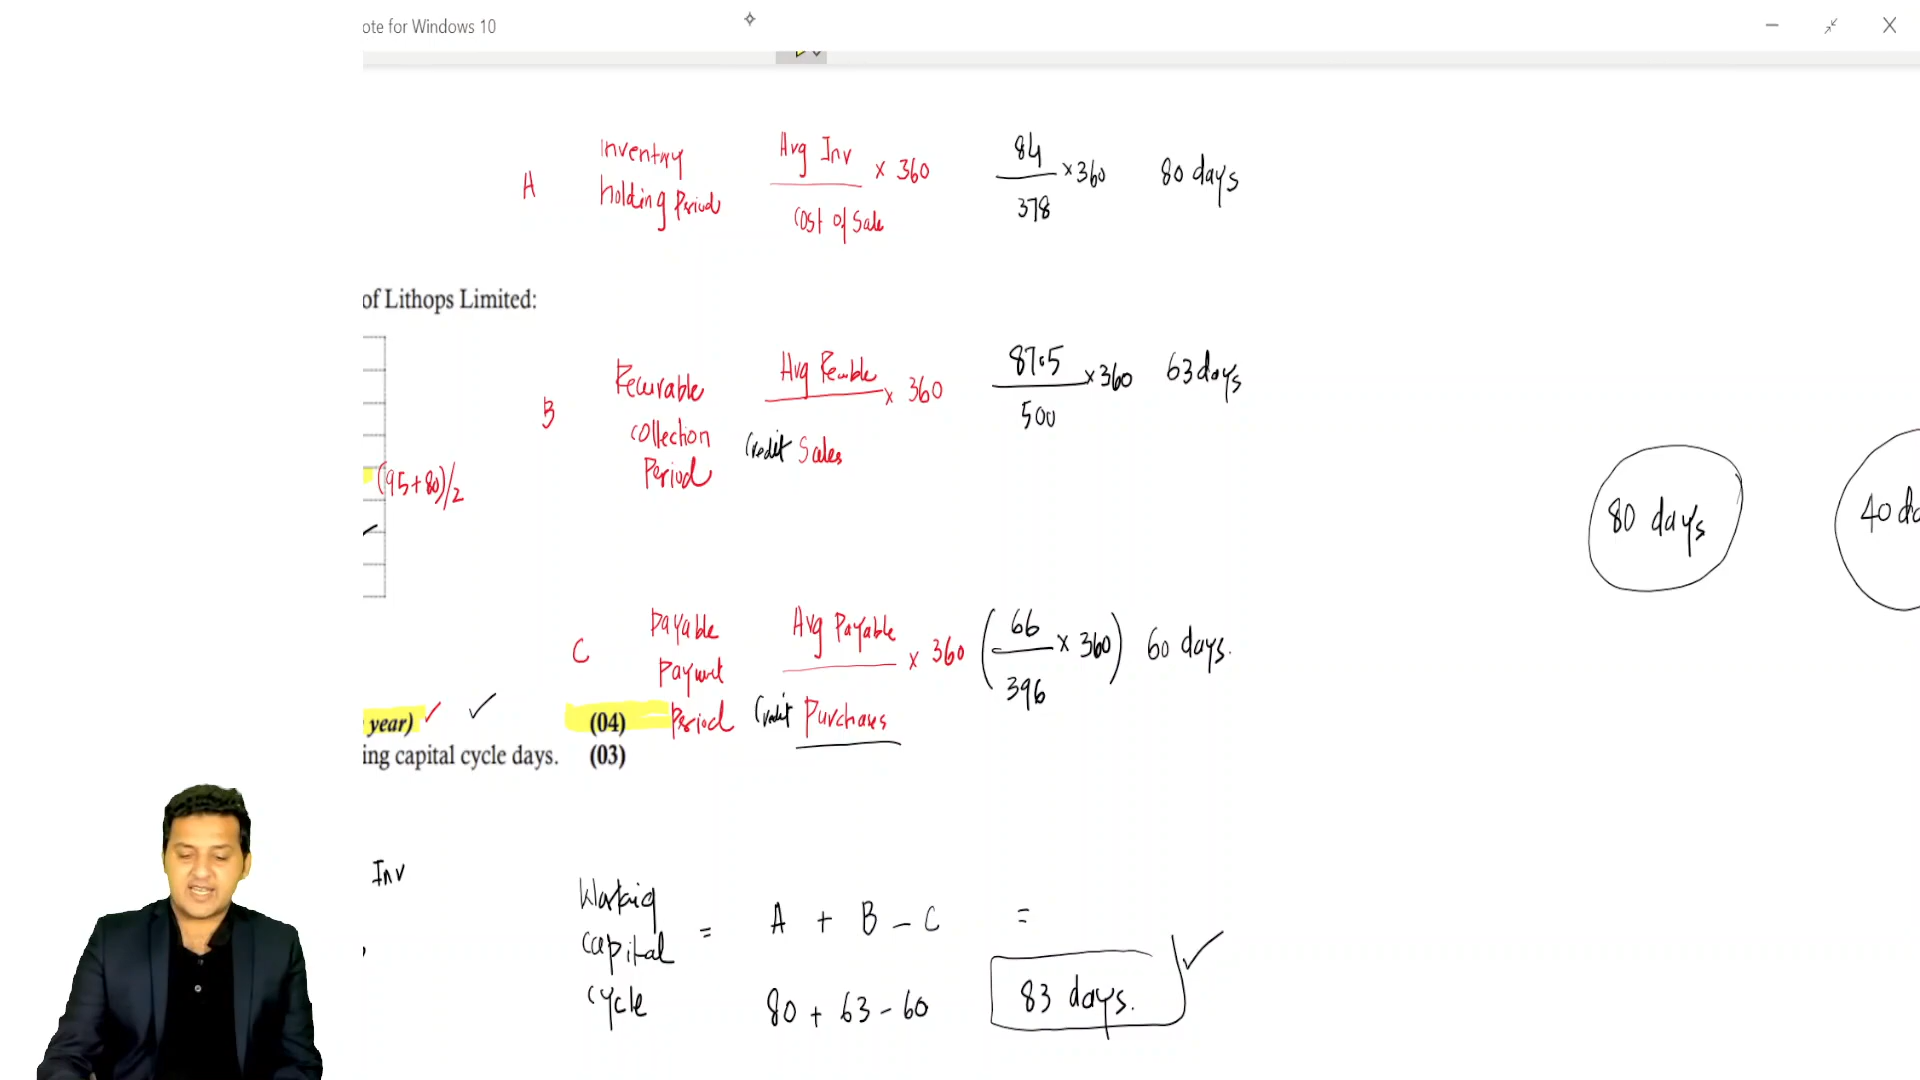 ote for Windows 10
A Inventory holding Period Avg Inv / Cost of Sale × 360 84 / 378 × 360 80 days
of Lithops Limited:
B Receivable collection Period Avg / Credit Sales × 360 87.5 / 500 × 360 63 days
(95+80)/2
80 days
40 da
C Payable Payment Period Avg Payable / Credit Purchases × 360 (66 / 396 × 360) 60 days.
year) (04)
ing capital cycle days. (03)
Inv
Working capital cycle = A + B - C =
80 + 63 - 60 83 days.